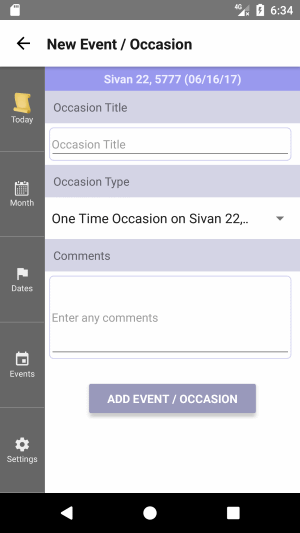 4G 6:34
New Event / Occasion
Sivan 22, 5777 (06/16/17)
Today
Occasion Title
Occasion Title
Occasion Type
Month
One Time Occasion on Sivan 22,..
Comments
Dates
Enter any comments
Events
ADD EVENT / OCCASION
Settings